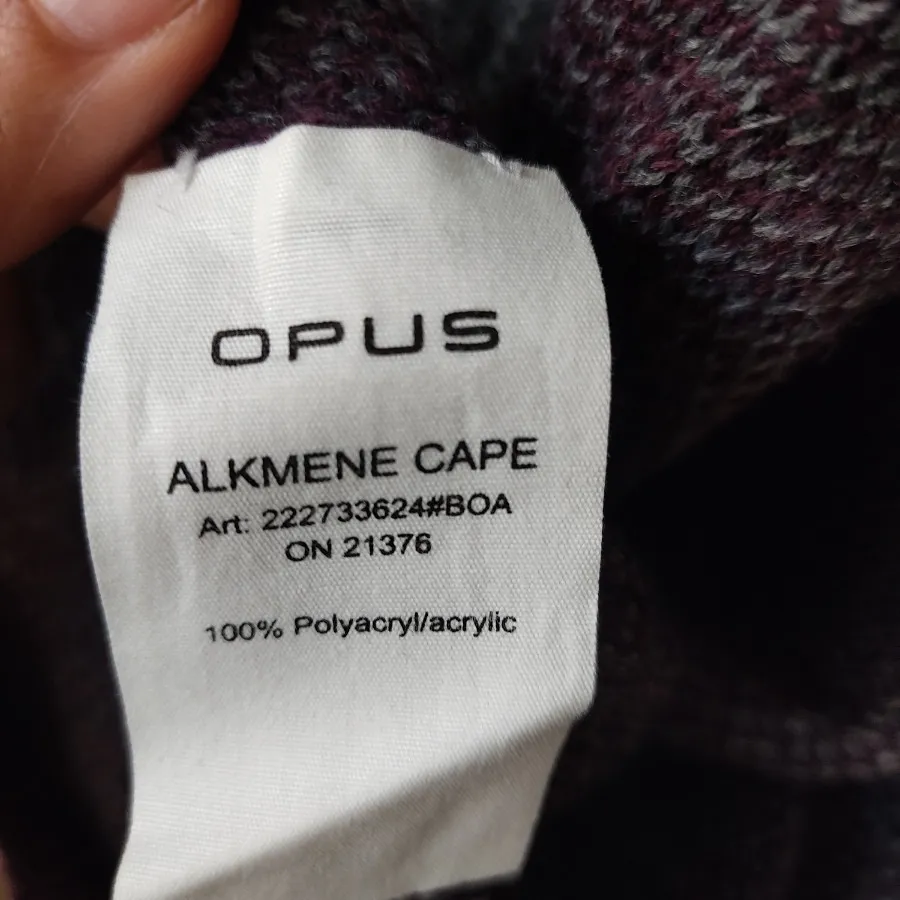 OPUS
ALKMENE CAPE
Art: 222733624#BOA
ON 21376
100% Polyacryl/acrylic